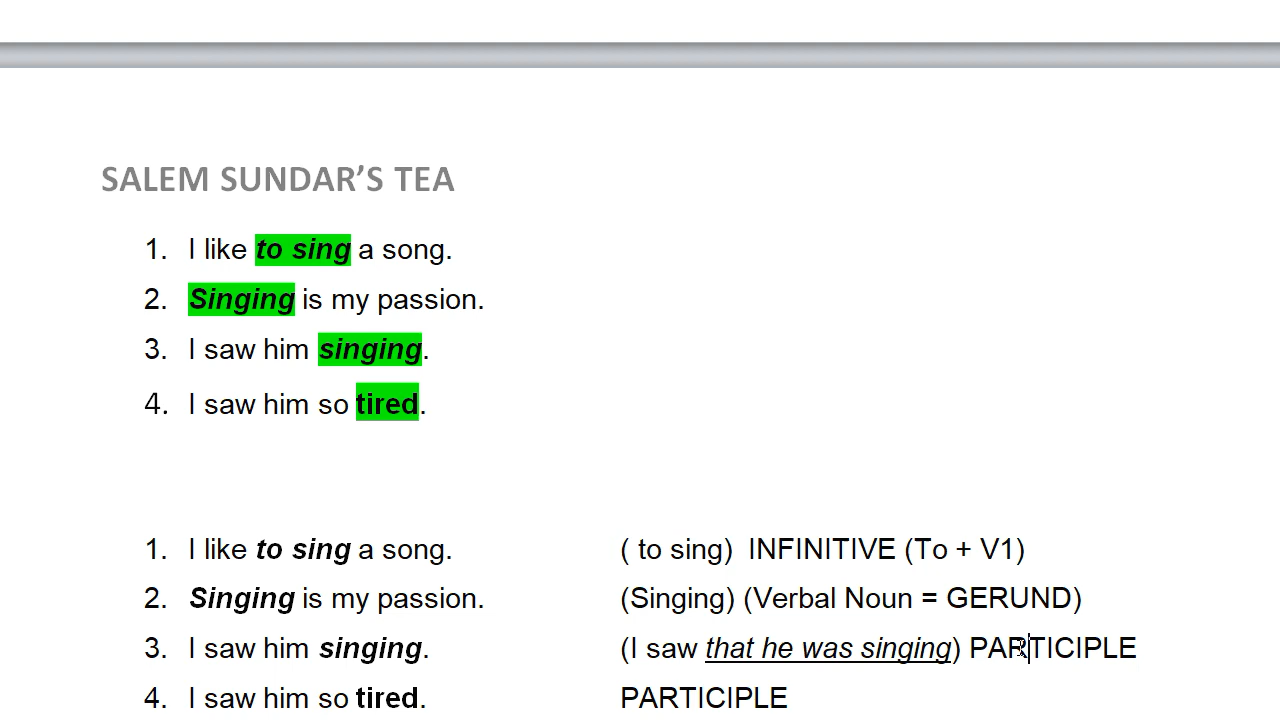 SALEM SUNDAR’S TEA
1. I like to sing a song.
2. Singing is my passion.
3. I saw him singing.
4. I saw him so tired.
1. I like to sing a song. ( to sing) INFINITIVE (To + V1)
2. Singing is my passion. (Singing) (Verbal Noun = GERUND)
3. I saw him singing. (I saw that he was singing) PARTICIPLE
4. I saw him so tired. PARTICIPLE